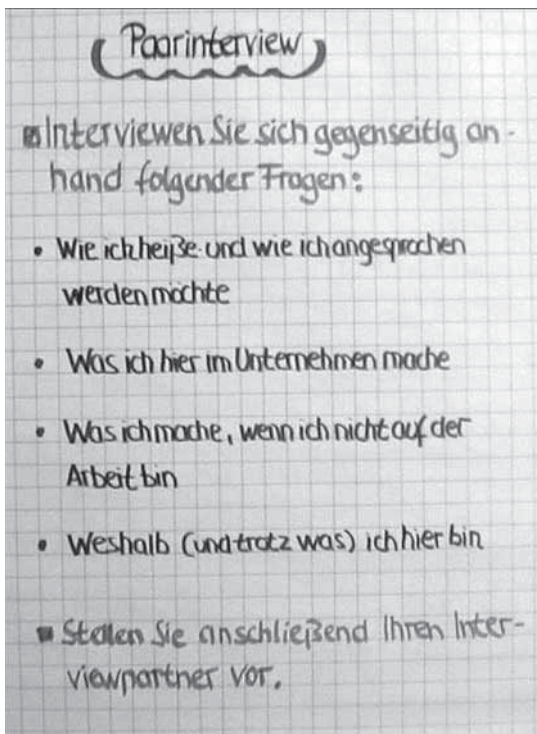 Paarinterview
Interviewen Sie sich gegenseitig an-
hand folgender Fragen:
• Wie ich heiße und wie ich angesprochen
werden möchte
• Was ich hier im Unternehmen mache
• Was ich mache, wenn ich nicht auf der
Arbeit bin
• Weshalb (und trotz was) ich hier bin
Stellen Sie anschließend Ihren Inter-
viewpartner vor.